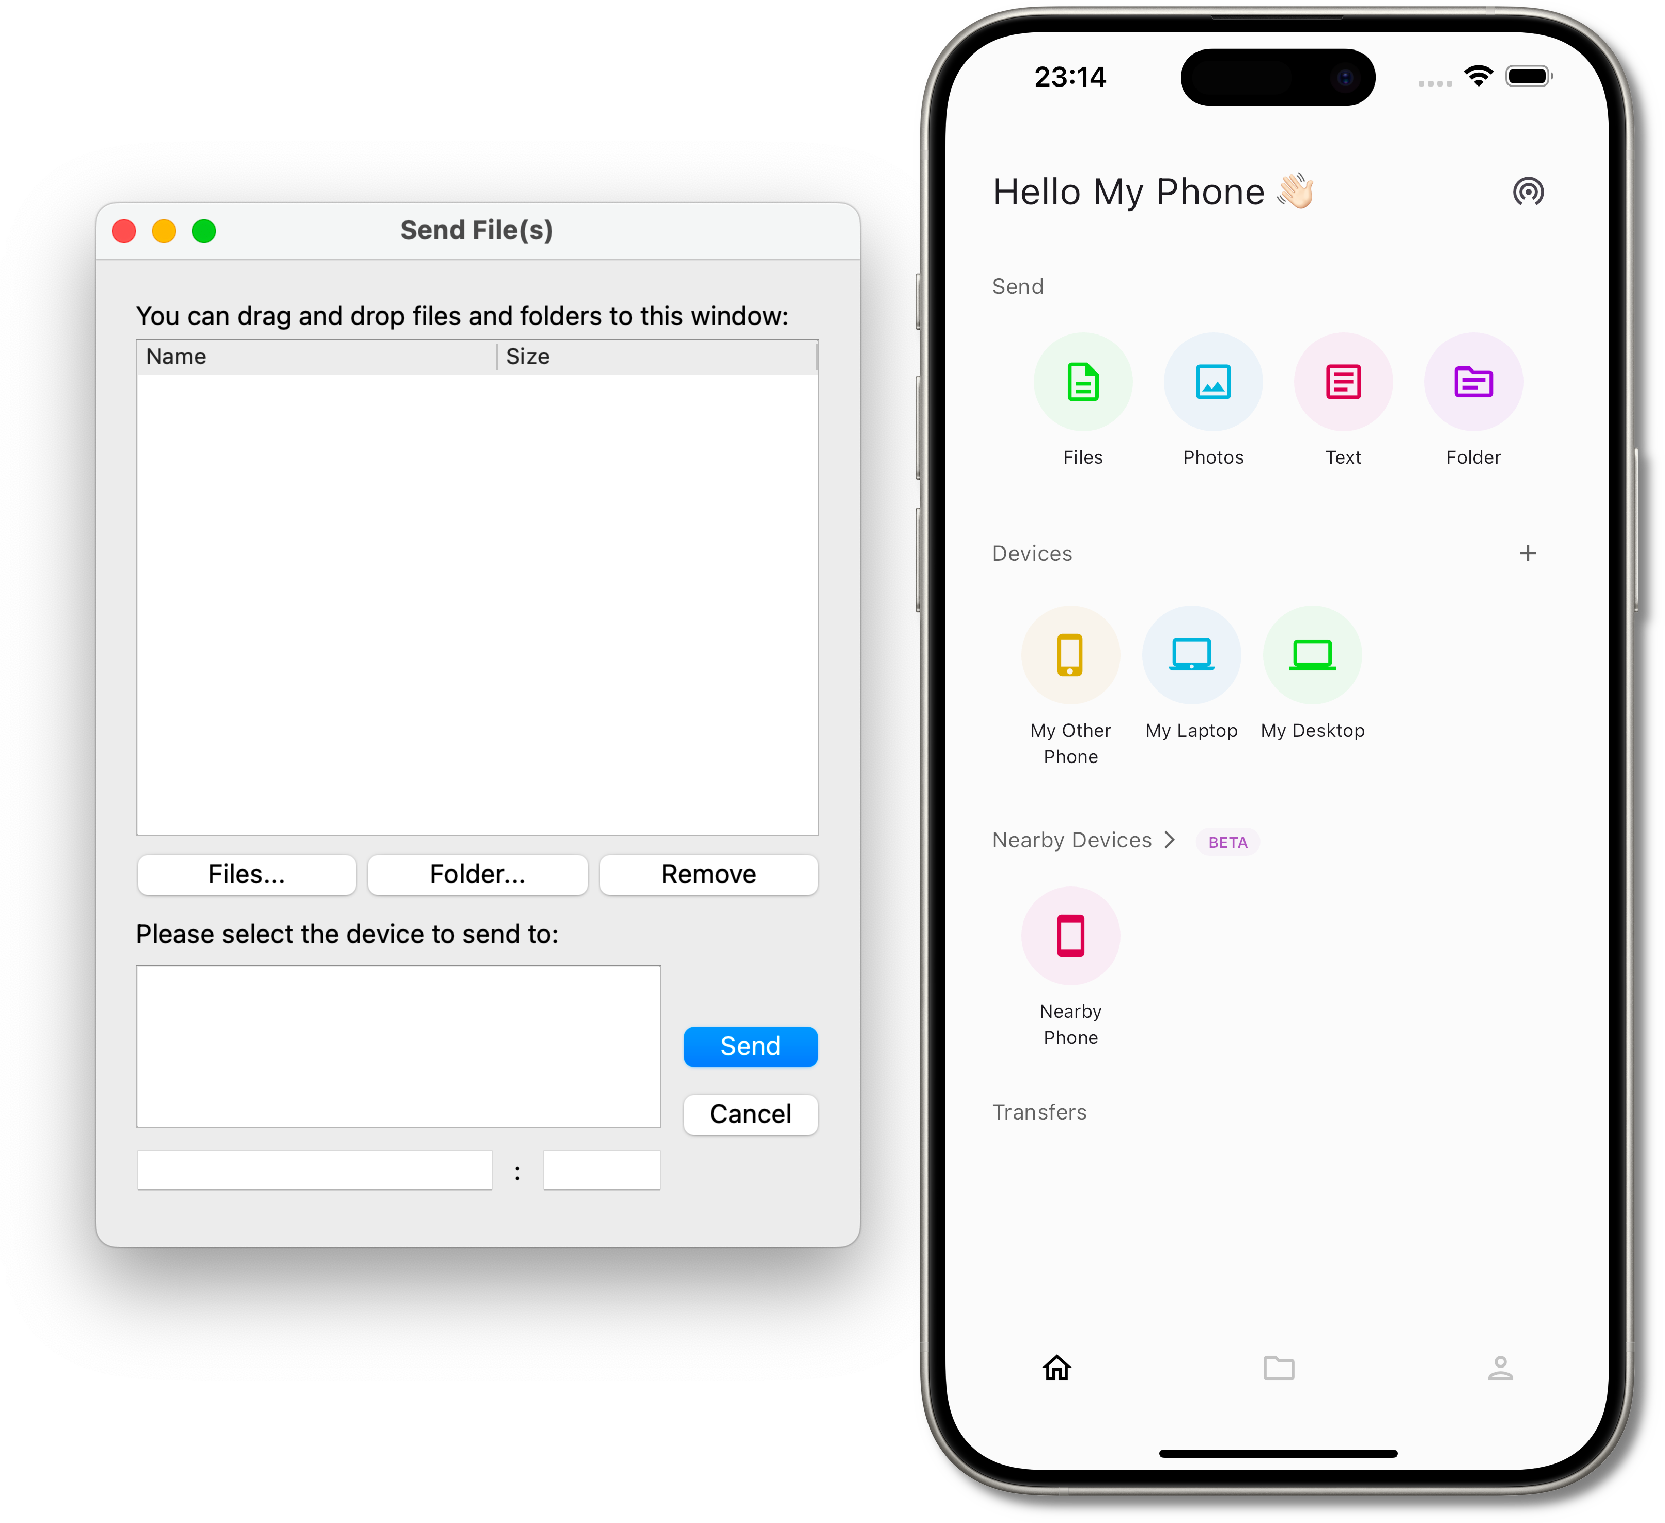 Send File(s)
You can drag and drop files and folders to this window:
Name Size
Files... Folder... Remove
Please select the device to send to:
Send
Cancel
:
23:14
Hello My Phone 👋🏻
Send
Files Photos Text Folder
Devices +
My Other Phone My Laptop My Desktop
Nearby Devices > BETA
Nearby
Phone
Transfers